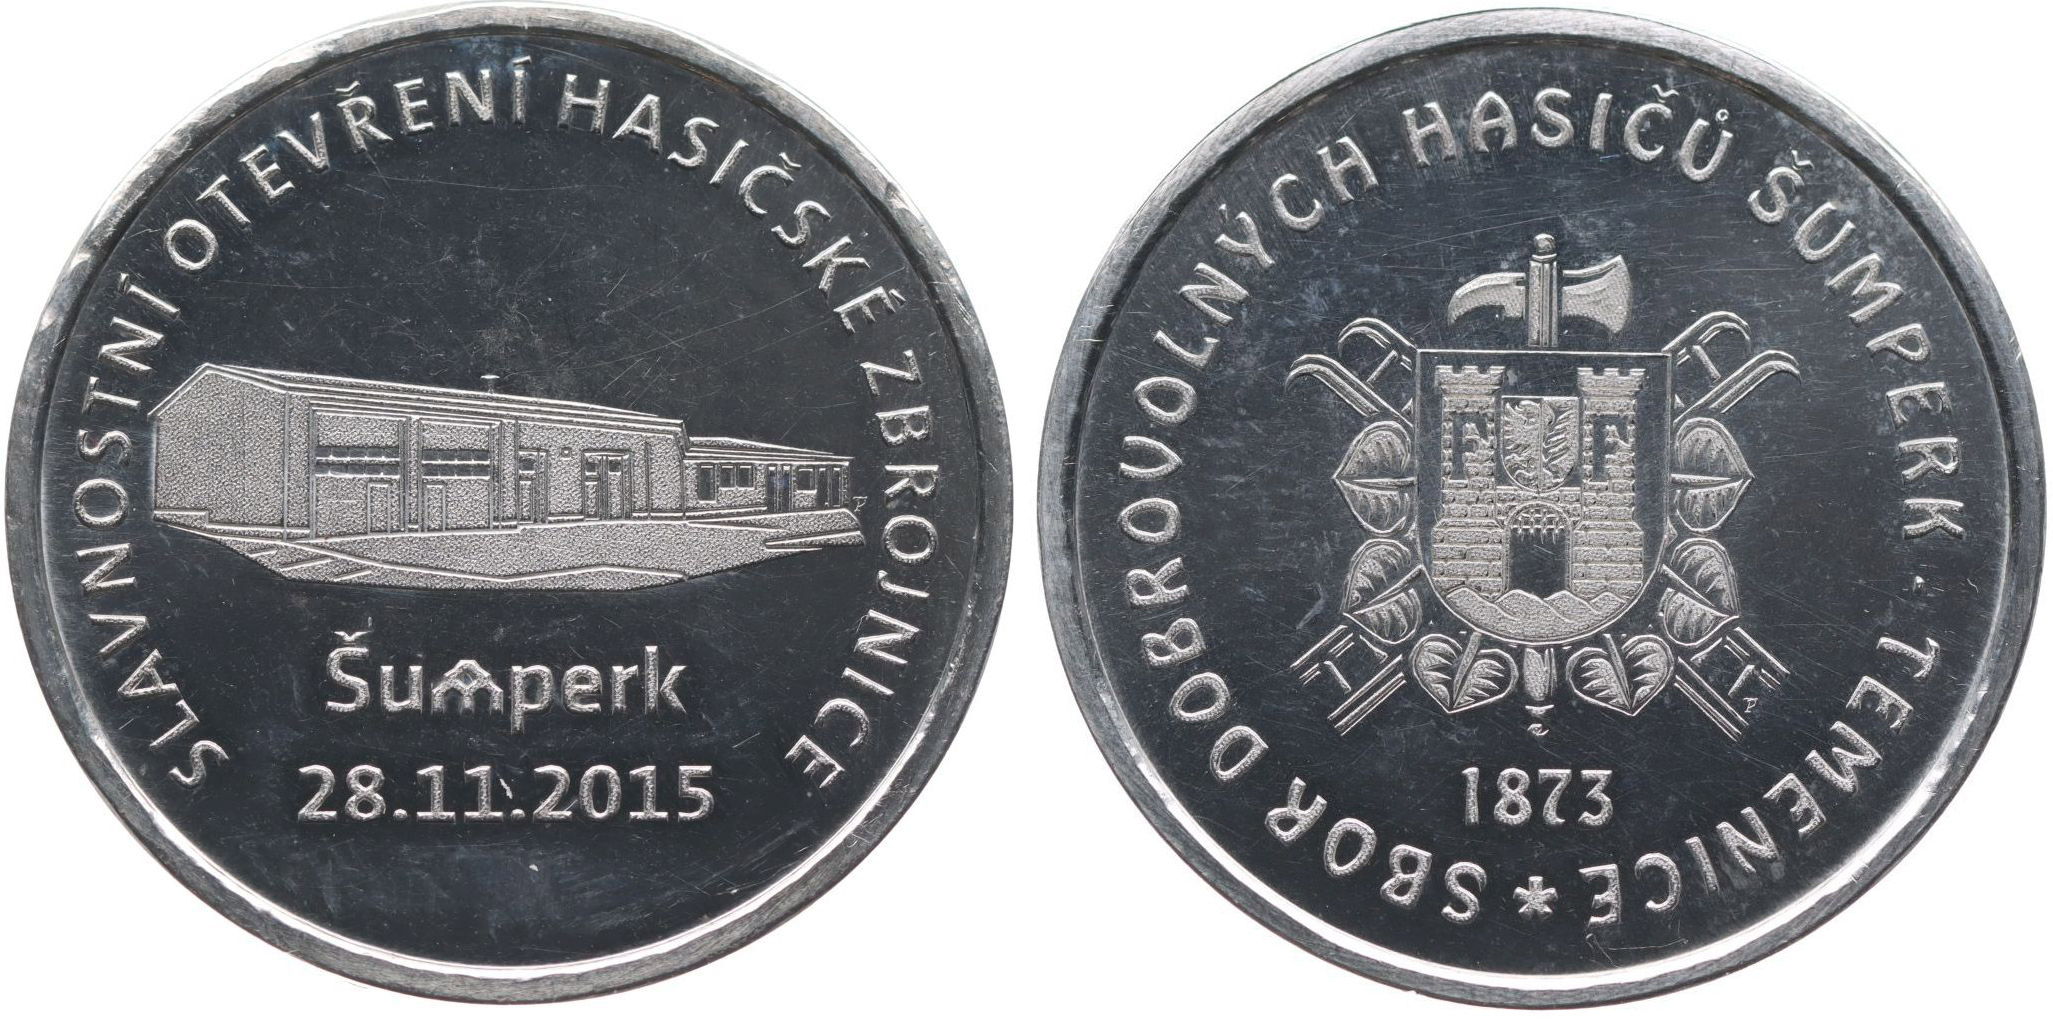 SLAVNOSTNÍ OTEVŘENÍ HASIČSKÉ ZBROJNICE
Šumperk
28.11.2015
SBOR DOBROVOLNÝCH HASIČŮ ŠUMPERK - TEMENICE *
1873